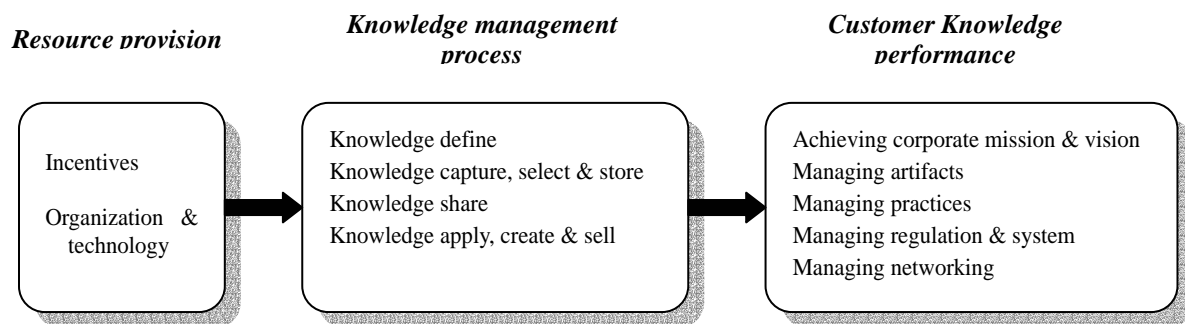 Resource provision
Knowledge management
process
Customer Knowledge
performance
Incentives
Organization &
technology
Knowledge define
Knowledge capture, select & store
Knowledge share
Knowledge apply, create & sell
Achieving corporate mission & vision
Managing artifacts
Managing practices
Managing regulation & system
Managing networking